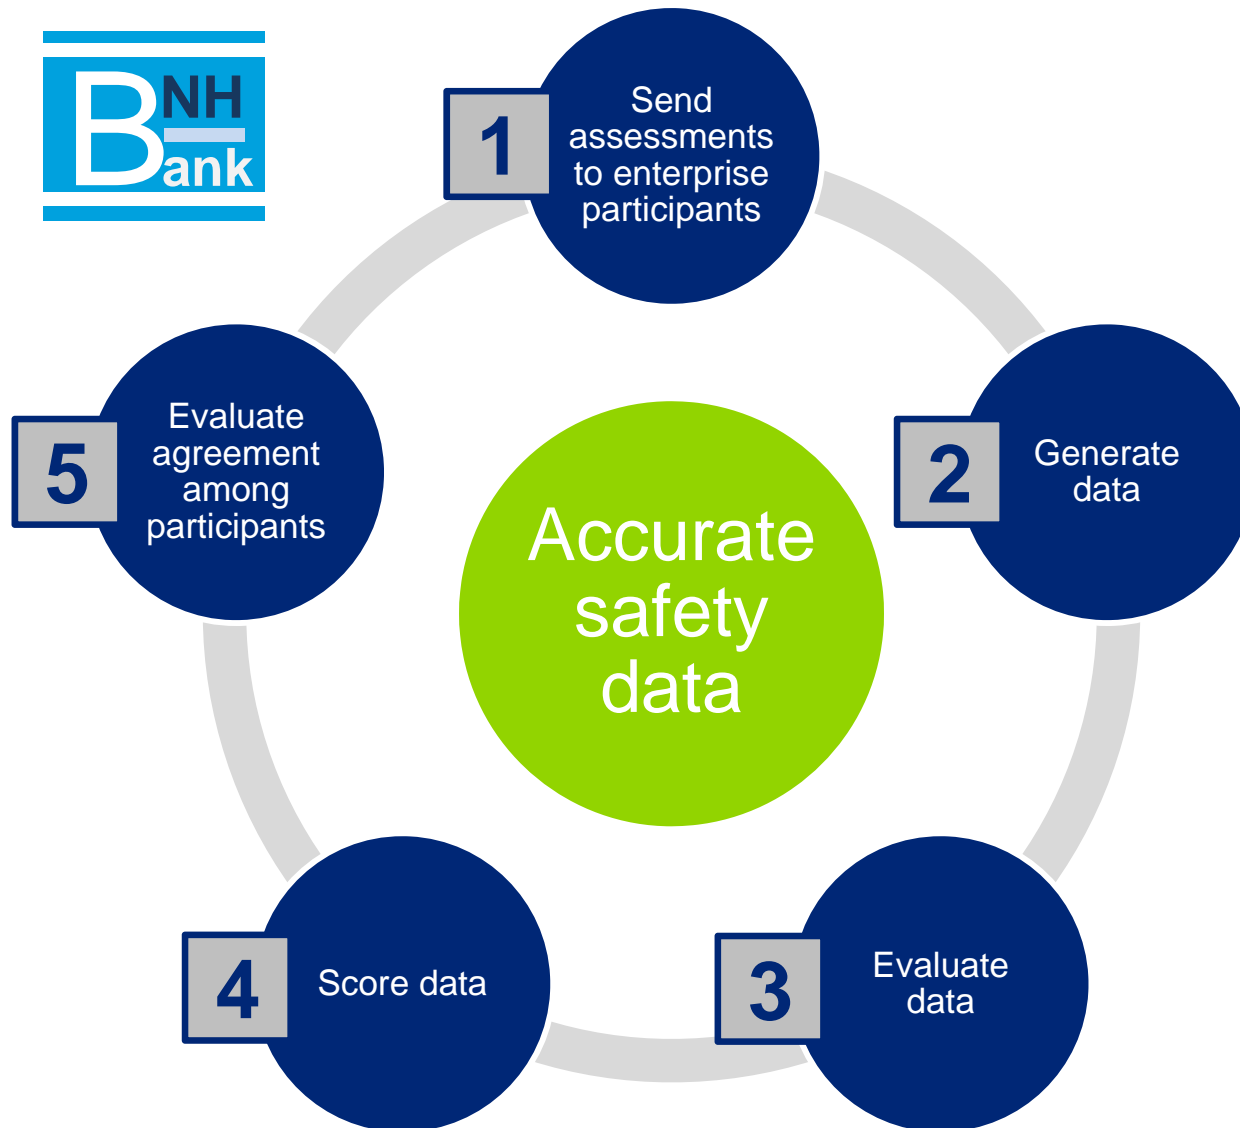 NH
Bank
1
Send
assessments
to enterprise
participants
2
Generate
data
3
Evaluate
data
4
Score data
5
Evaluate
agreement
among
participants
Accurate
safety
data